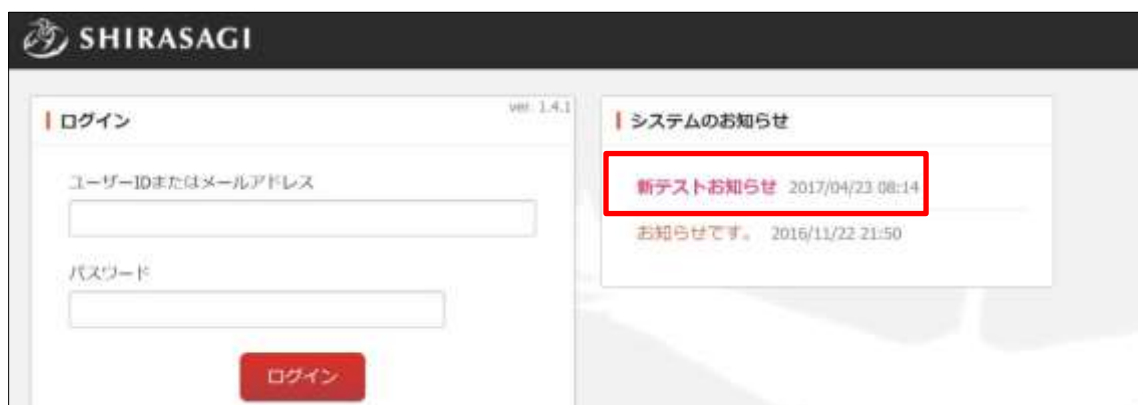 SHIRASAGI
ログイン
ver. 1.4.1
ユーザーIDまたはメールアドレス
パスワード
ログイン
システムのお知らせ
新テストお知らせ 2017/04/23 08:14
お知らせです。 2016/11/22 21:50